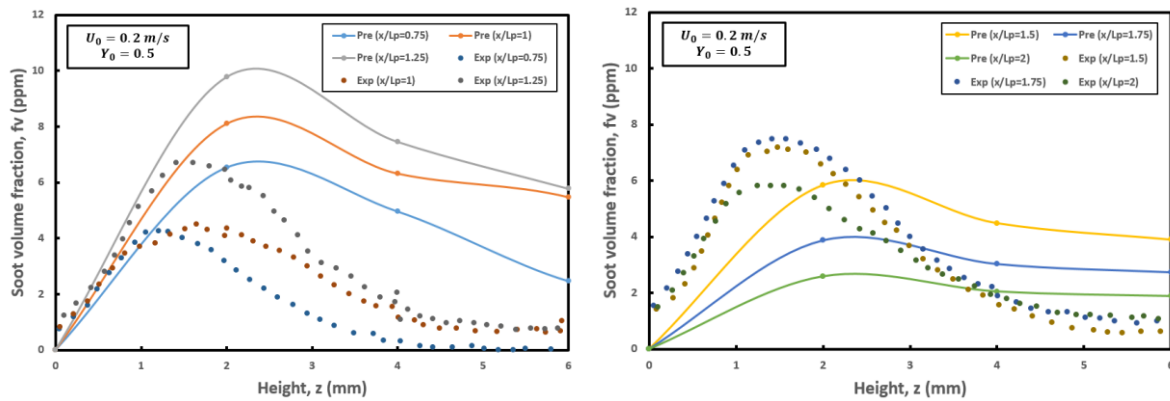 12
10
8
6
4
2
0
Soot volume fraction, fv (ppm)
U₀ = 0.2 m/s
Y₀ = 0.5
Pre (x/Lp=0.75)
Pre (x/Lp=1)
Pre (x/Lp=1.25)
Exp (x/Lp=0.75)
Exp (x/Lp=1)
Exp (x/Lp=1.25)
0 1 2 3 4 5 6
Height, z (mm)
12
10
8
6
4
2
0
Soot volume fraction, fv (ppm)
U₀ = 0.2 m/s
Y₀ = 0.5
Pre (x/Lp=1.5)
Pre (x/Lp=1.75)
Pre (x/Lp=2)
Exp (x/Lp=1.5)
Exp (x/Lp=1.75)
Exp (x/Lp=2)
0 1 2 3 4 5 6
Height, z (mm)